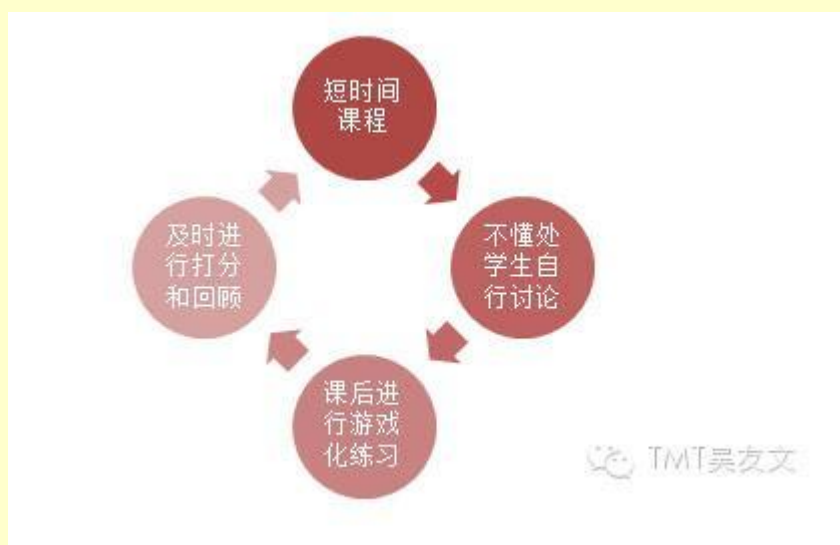 短时间
课程
不懂处
学生自
行讨论
课后进
行游戏
化练习
及时进
行打分
和回顾
TMT吴友文